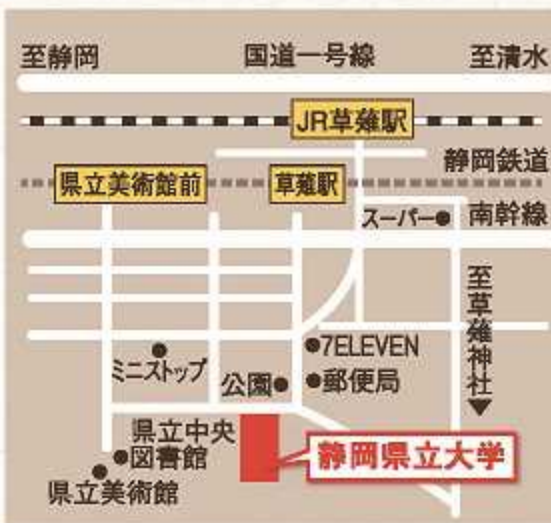 至静岡
国道一号線
至清水
JR草薙駅
静岡鉄道
県立美術館前
草薙駅
スーパー
南幹線
至草薙神社
7ELEVEN
ミニストップ
公園
郵便局
県立中央
図書館
静岡県立大学
県立美術館